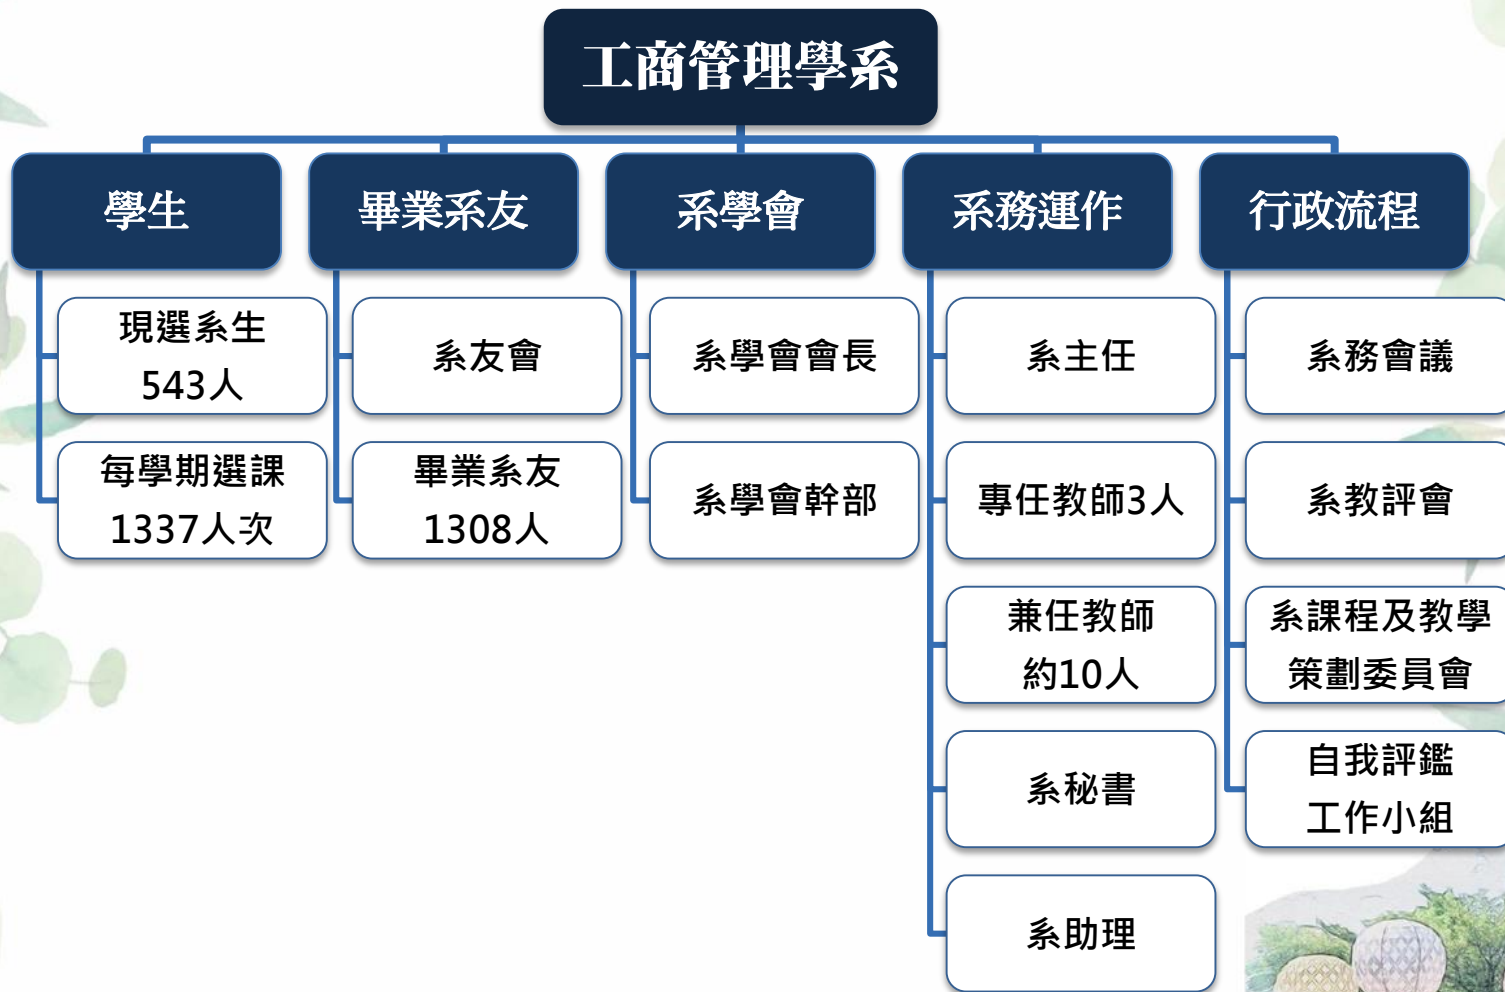 工商管理學系
學生
現選系生
543人
每學期選課
1337人次
畢業系友
系友會
畢業系友
1308人
系學會
系學會會長
系學會幹部
系務運作
系主任
專任教師3人
兼任教師
約10人
系秘書
系助理
行政流程
系務會議
系教評會
系課程及教學
策劃委員會
自我評鑑
工作小組